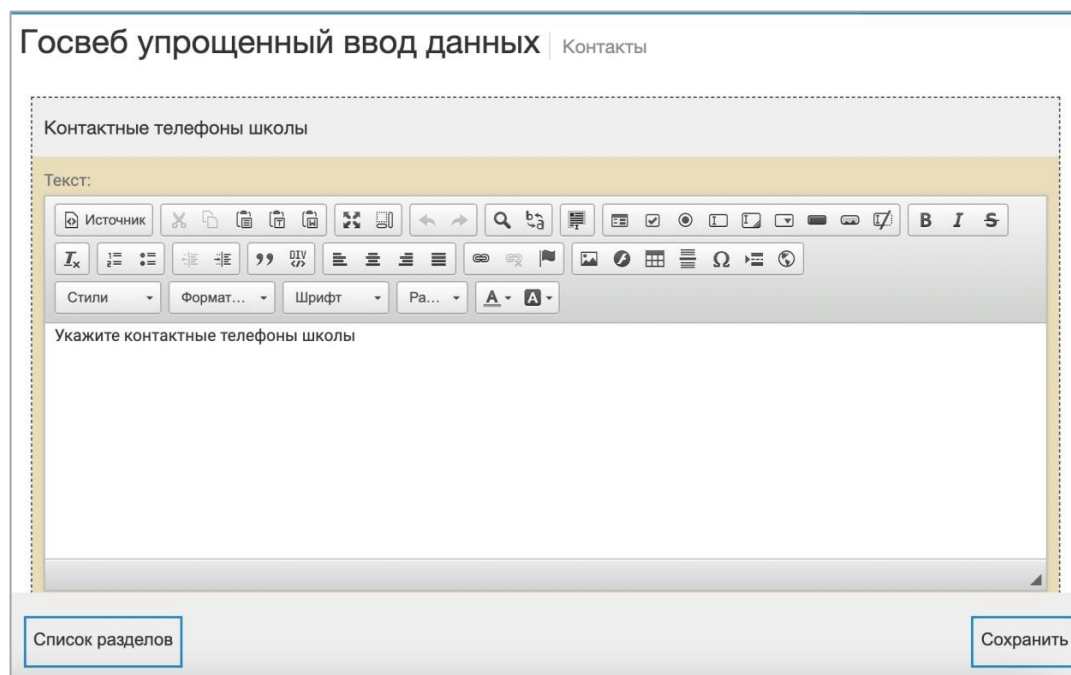 Госвеб упрощенный ввод данных Контакты
Контактные телефоны школы
Текст:
Источник B I S
Стили Формат... Шрифт Ра... A A
Укажите контактные телефоны школы
Список разделов Сохранить